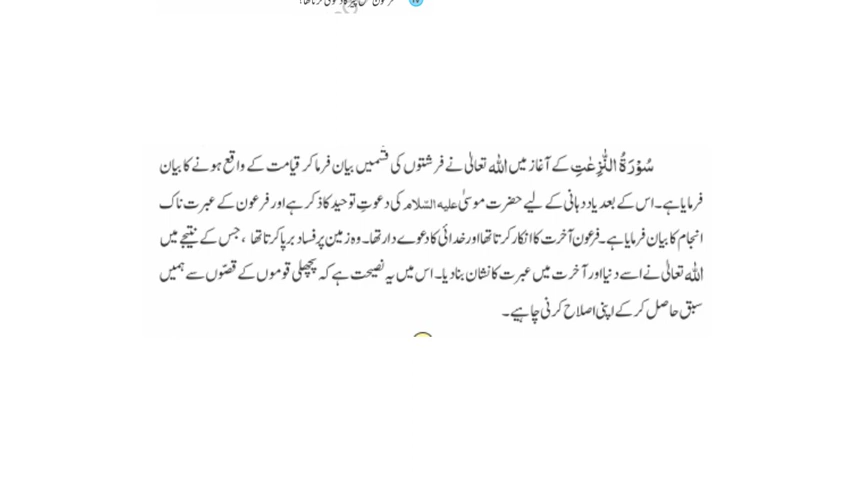 سُوْرَۃُ النّٰزِعٰتِ کے آغاز میں اللہ تعالیٰ نے فرشتوں کی قسمیں بیان فرما کر قیامت کے واقع ہونے کا بیان
فرمایا ہے۔ اس کے بعد یاد دہانی کے لیے حضرت موسیٰ علیہ السّلام کی دعوتِ توحید کا ذکر ہے اور فرعون کے عبرت ناک
انجام کا بیان فرمایا ہے۔ فرعون آخرت کا انکار کرتا تھا اور خدائی کا دعوے دار تھا۔ وہ زمین پر فساد برپا کرتا تھا، جس کے نتیجے میں
اللہ تعالیٰ نے اسے دنیا اور آخرت میں عبرت کا نشان بنا دیا۔ اس میں یہ نصیحت ہے کہ پچھلی قوموں کے قصّوں سے ہمیں
سبق حاصل کر کے اپنی اصلاح کرنی چاہیے۔